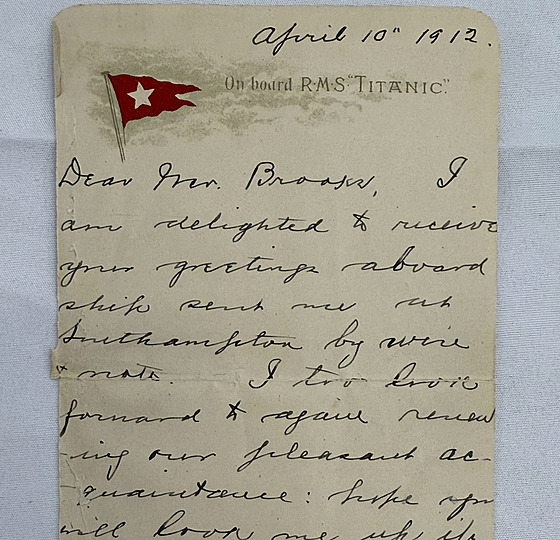 April 10" 1912.
On board R·M·S "TITANIC".
Dear Mr. Brooks, I
am delighted to receive
your greetings aboard
ship sent me at
Southampton by wire
& note. I too look
forward to again renew
-ing our pleasant ac-
quaintance: hope you
will look me up if